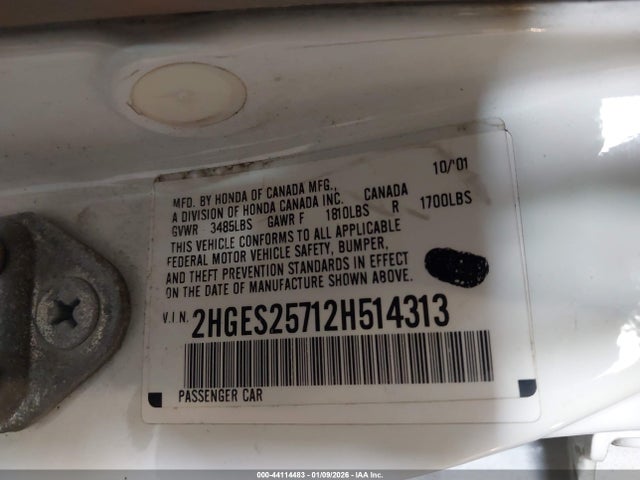 10/'01
MFD. BY HONDA OF CANADA MFG.,
A DIVISION OF HONDA CANADA INC. CANADA
GVWR 3485LBS GAWR F 1810LBS R 1700LBS
THIS VEHICLE CONFORMS TO ALL APPLICABLE
FEDERAL MOTOR VEHICLE SAFETY, BUMPER,
AND THEFT PREVENTION STANDARDS IN EFFECT
ON THE DATE OF MANUFACTURE SHOWN ABOVE.
V.I.N. 2HGES25712H514313
PASSENGER CAR
000-44114483 - 01/09/2026 - IAA Inc.